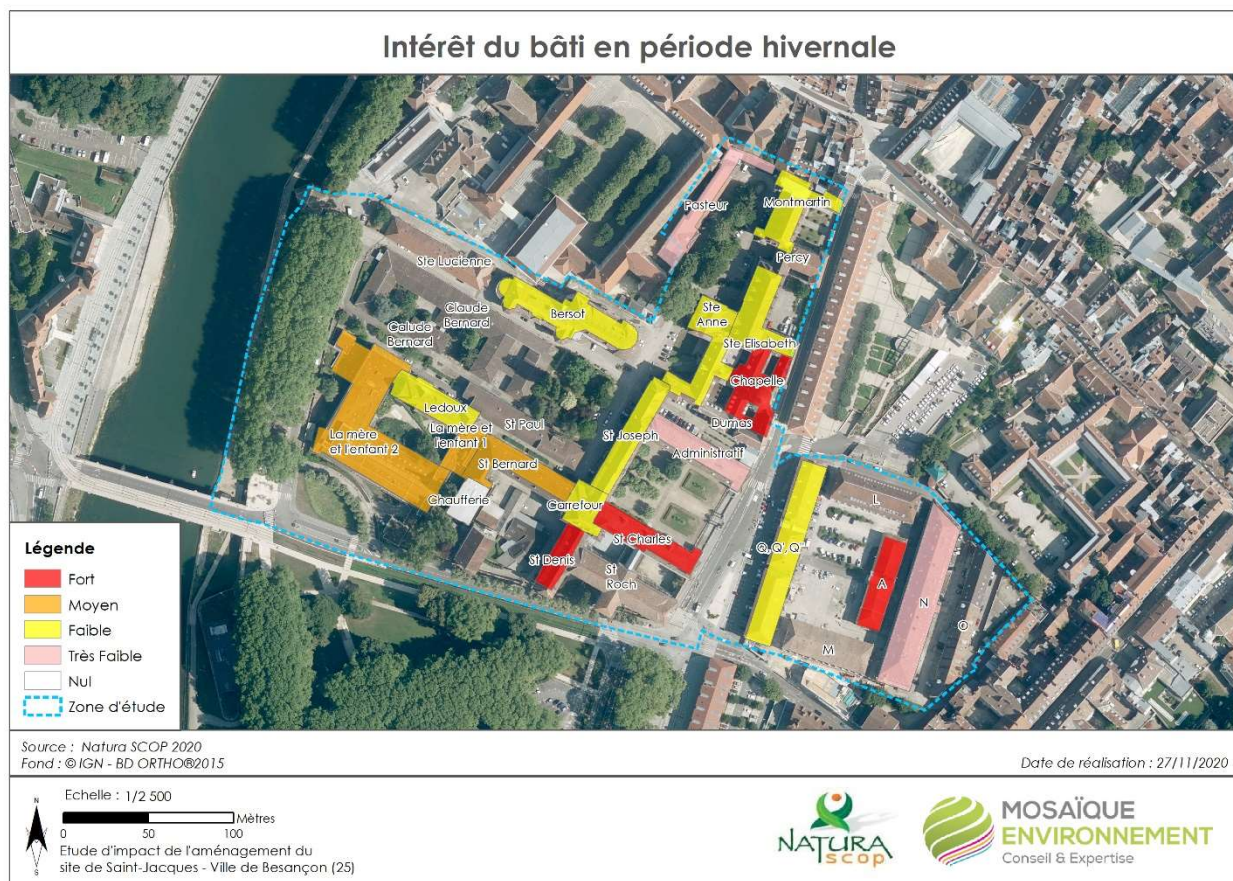 Intérêt du bâti en période hivernale
Pasteur
Montmartin
Percy
Ste Lucienne
Claude
Bernard
Bersot
Ste
Anne
Calude
Bernard
Ste Elisabeth
Chapelle
Ledoux
La mère et
l'enfant 1
St Paul
St Joseph
Durnas
Administratif
La mère
et l'enfant 2
St Bernard
Chaufferie
Carrefour
L
Q, Q', Q''
St Charles
St Denis
St
Roch
A
N
O
M
Légende
Fort
Moyen
Faible
Très Faible
Nul
Zone d'étude
Source : Natura SCOP 2020
Fond : © IGN - BD ORTHO®2015
Date de réalisation : 27/11/2020
N
S
Echelle : 1/2 500
Mètres
0 50 100
Etude d'impact de l'aménagement du
site de Saint-Jacques - Ville de Besançon (25)
NATURA
scop
MOSAÏQUE
ENVIRONNEMENT
Conseil & Expertise